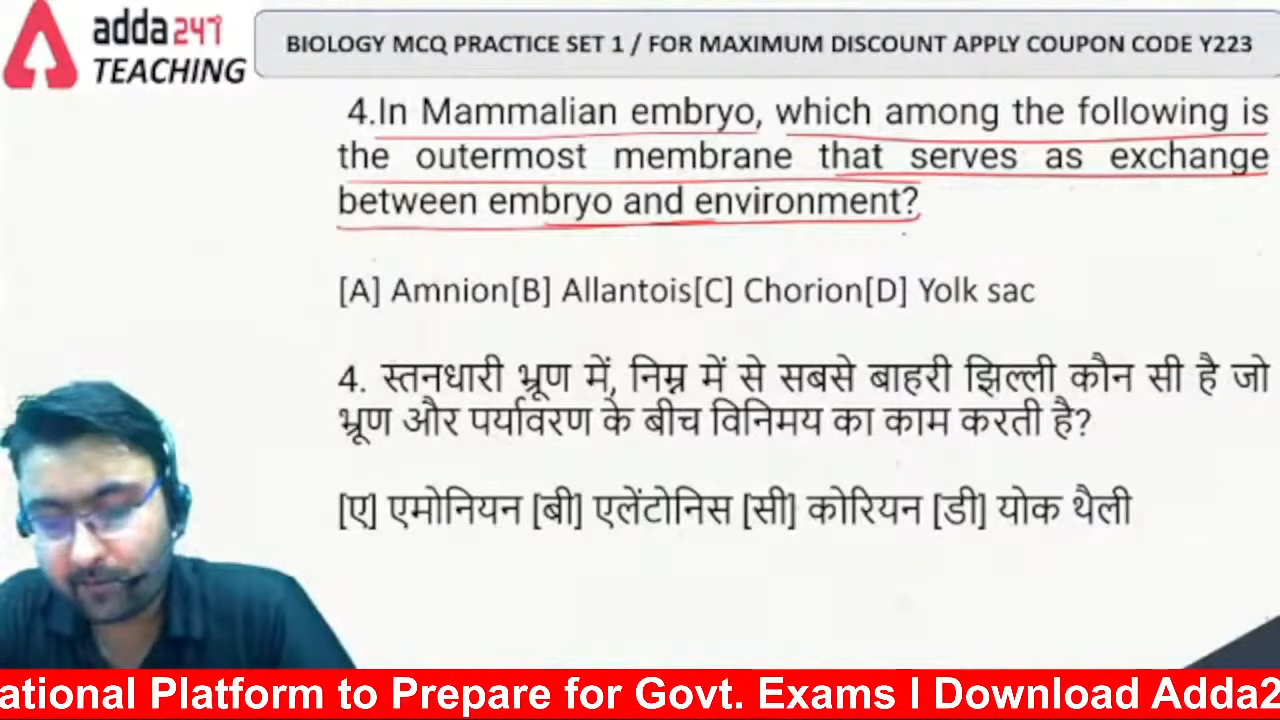 adda247
TEACHING
BIOLOGY MCQ PRACTICE SET 1 / FOR MAXIMUM DISCOUNT APPLY COUPON CODE Y223
4.In Mammalian embryo, which among the following is
the outermost membrane that serves as exchange
between embryo and environment?
[A] Amnion[B] Allantois[C] Chorion[D] Yolk sac
4. स्तनधारी भ्रूण में, निम्न में से सबसे बाहरी झिल्ली कौन सी है जो
भ्रूण और पर्यावरण के बीच विनिमय का काम करती है?
[ए] एमोनियन [बी] एलेंटोनिस [सी] कोरियन [डी] योक थैली
ational Platform to Prepare for Govt. Exams I Download Adda2